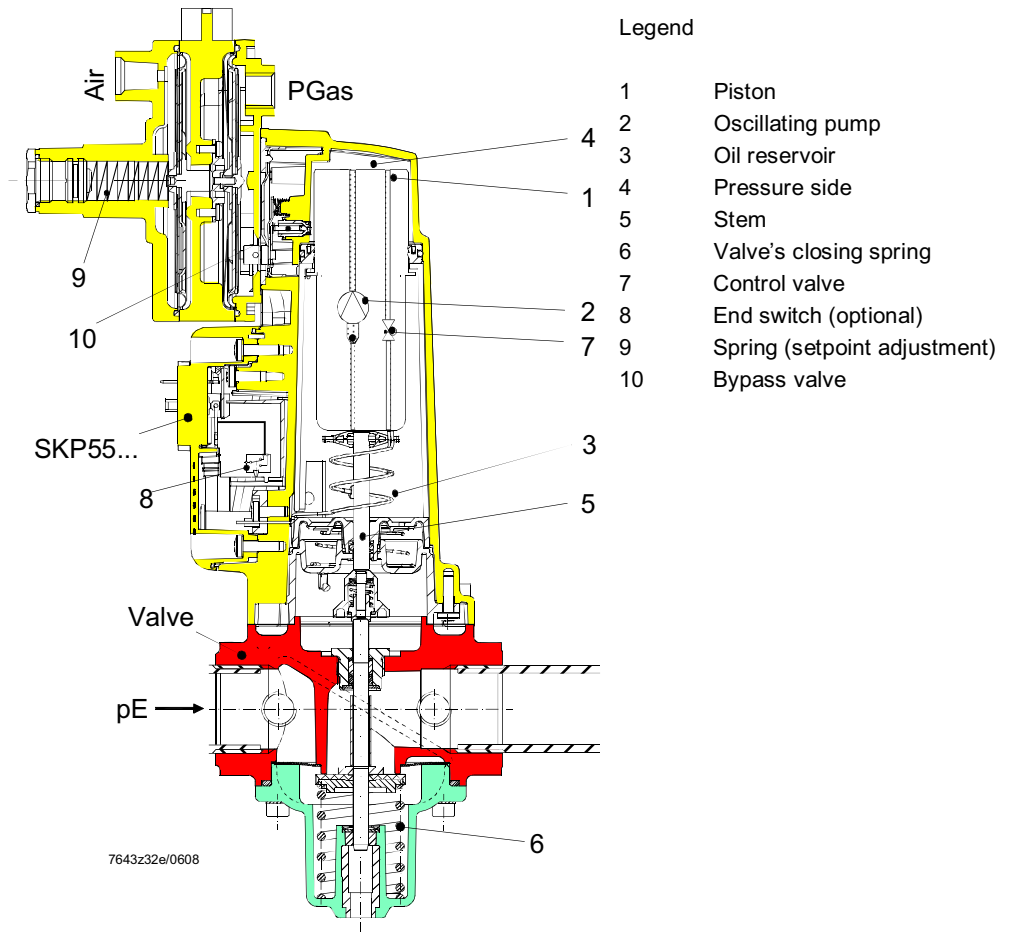 Legend
1 Piston
2 Oscillating pump
3 Oil reservoir
4 Pressure side
5 Stem
6 Valve's closing spring
7 Control valve
8 End switch (optional)
9 Spring (setpoint adjustment)
10 Bypass valve
Air
PGas
4
1
9
2
10
7
SKP55...
3
8
5
Valve
pE
6
7643z32e/0608